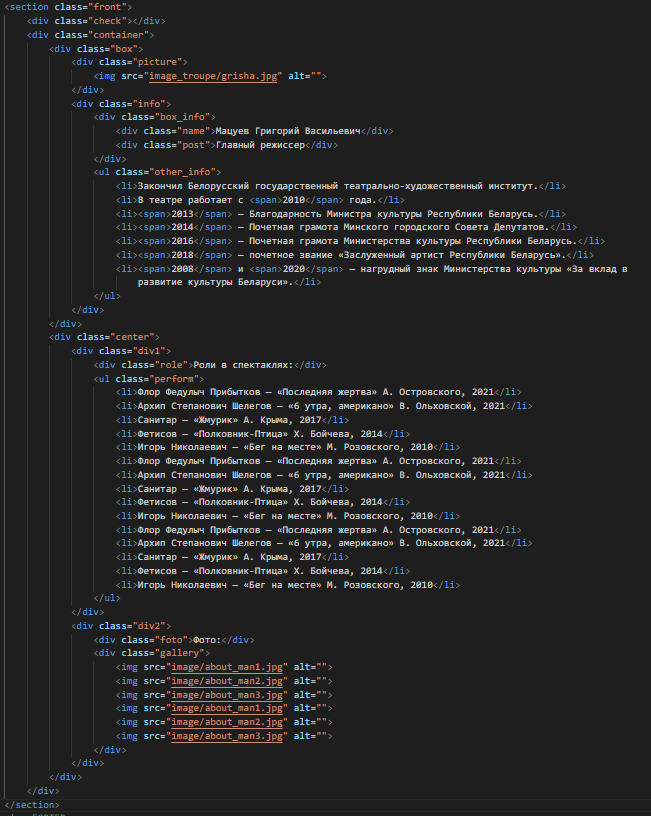 <section class="front">
<div class="check"></div>
<div class="container">
<div class="box">
<div class="picture">
<img src="image_troupe/grisha.jpg" alt="">
</div>
<div class="info">
<div class="box_info">
<div class="name">Мацуев Григорий Васильевич</div>
<div class="post">Главный режиссер</div>
</div>
<ul class="other_info">
<li>Закончил Белорусский государственный театрально-художественный институт.</li>
<li>В театре работает с <span>2010</span> года.</li>
<li><span>2013</span> — Благодарность Министра культуры Республики Беларусь.</li>
<li><span>2014</span> — Почетная грамота Минского городского Совета Депутатов.</li>
<li><span>2016</span> — Почетная грамота Министерства культуры Республики Беларусь.</li>
<li><span>2018</span> — почетное звание «Заслуженный артист Республики Беларусь».</li>
<li><span>2008</span> и <span>2020</span> — нагрудный знак Министерства культуры «За вклад в
развитие культуры Беларуси».</li>
</ul>
</div>
</div>
<div class="center">
<div class="div1">
<div class="role">Роли в спектаклях:</div>
<ul class="perform">
<li>Флор Федулыч Прибытков — «Последняя жертва» А. Островского, 2021</li>
<li>Архип Степанович Шелегов — «6 утра, американо» В. Ольховской, 2021</li>
<li>Санитар — «Жмурик» А. Крыма, 2017</li>
<li>Фетисов — «Полковник-Птица» Х. Бойчева, 2014</li>
<li>Игорь Николаевич — «Бег на месте» М. Розовского, 2010</li>
<li>Флор Федулыч Прибытков — «Последняя жертва» А. Островского, 2021</li>
<li>Архип Степанович Шелегов — «6 утра, американо» В. Ольховской, 2021</li>
<li>Санитар — «Жмурик» А. Крыма, 2017</li>
<li>Фетисов — «Полковник-Птица» Х. Бойчева, 2014</li>
<li>Игорь Николаевич — «Бег на месте» М. Розовского, 2010</li>
<li>Флор Федулыч Прибытков — «Последняя жертва» А. Островского, 2021</li>
<li>Архип Степанович Шелегов — «6 утра, американо» В. Ольховской, 2021</li>
<li>Санитар — «Жмурик» А. Крыма, 2017</li>
<li>Фетисов — «Полковник-Птица» Х. Бойчева, 2014</li>
<li>Игорь Николаевич — «Бег на месте» М. Розовского, 2010</li>
</ul>
</div>
<div class="div2">
<div class="foto">Фото:</div>
<div class="gallery">
<img src="image/about_man1.jpg" alt="">
<img src="image/about_man2.jpg" alt="">
<img src="image/about_man3.jpg" alt="">
<img src="image/about_man1.jpg" alt="">
<img src="image/about_man2.jpg" alt="">
<img src="image/about_man3.jpg" alt="">
</div>
</div>
</div>
</div>
</section>